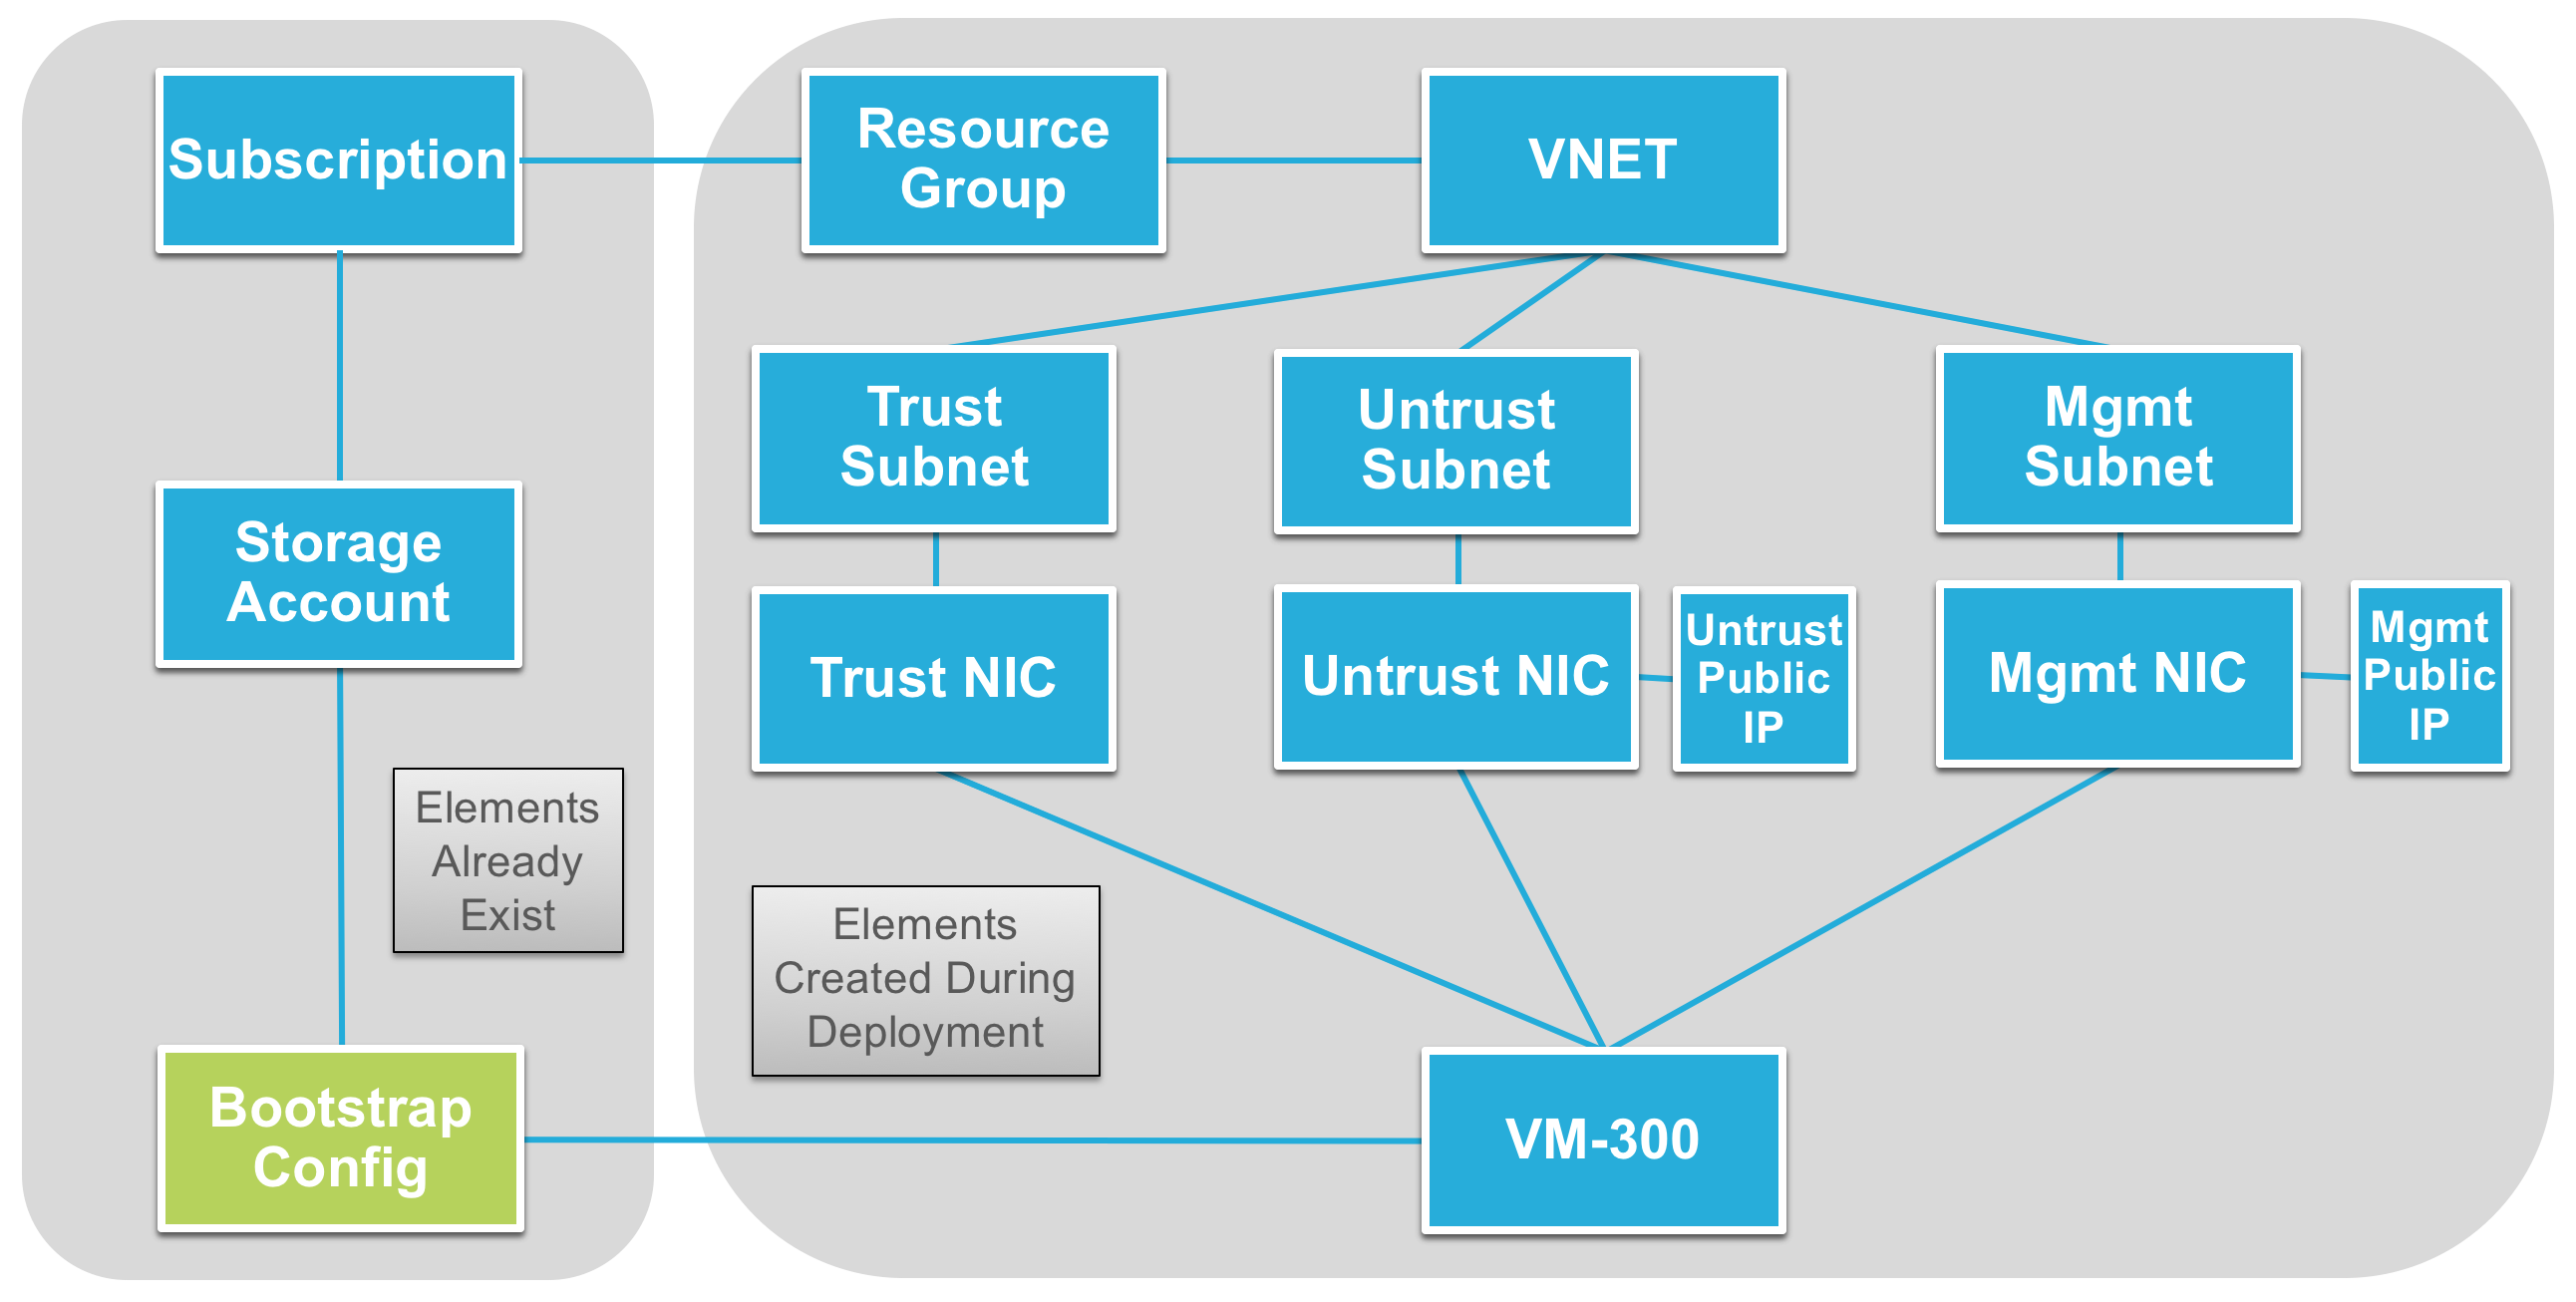 Subscription
Resource
Group
VNET
Trust
Subnet
Untrust
Subnet
Mgmt
Subnet
Storage
Account
Trust NIC
Untrust NIC
Untrust
Public
IP
Mgmt NIC
Mgmt
Public
IP
Elements
Already
Exist
Elements
Created During
Deployment
Bootstrap
Config
VM-300